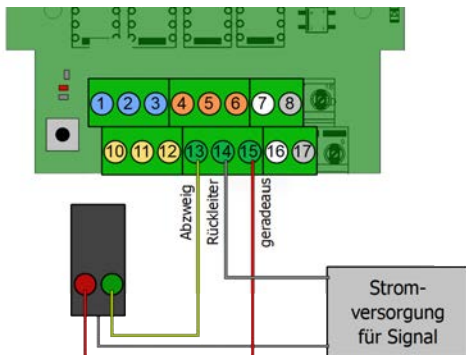 1 2 3 4 5 6 7 8
10 11 12 13 14 15 16 17
Abzweig
Rückleiter
geradeaus
Strom-
versorgung
für Signal